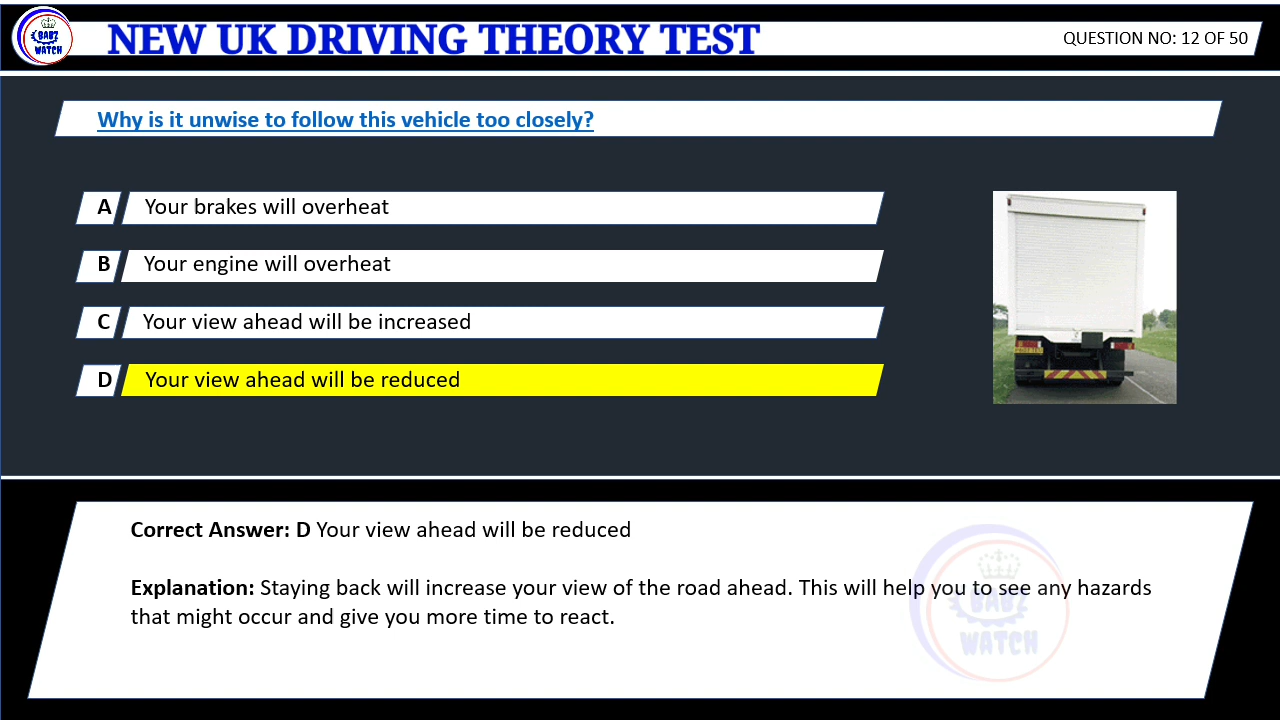 BABZ
WATCH
NEW UK DRIVING THEORY TEST
QUESTION NO: 12 OF 50
Why is it unwise to follow this vehicle too closely?
A Your brakes will overheat
B Your engine will overheat
C Your view ahead will be increased
D Your view ahead will be reduced
Correct Answer: D Your view ahead will be reduced
Explanation: Staying back will increase your view of the road ahead. This will help you to see any hazards
that might occur and give you more time to react.
BABZ
WATCH